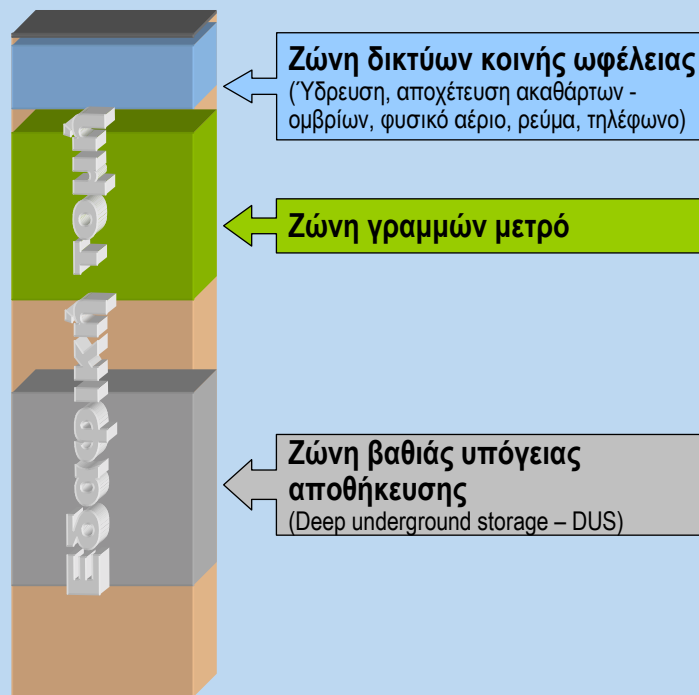 Ζώνη δικτύων κοινής ωφέλειας
(Ύδρευση, αποχέτευση ακαθάρτων -
ομβρίων, φυσικό αέριο, ρεύμα, τηλέφωνο)
Ζώνη γραμμών μετρό
Ζώνη βαθιάς υπόγειας
αποθήκευσης
(Deep underground storage – DUS)
Εδαφική Τομή